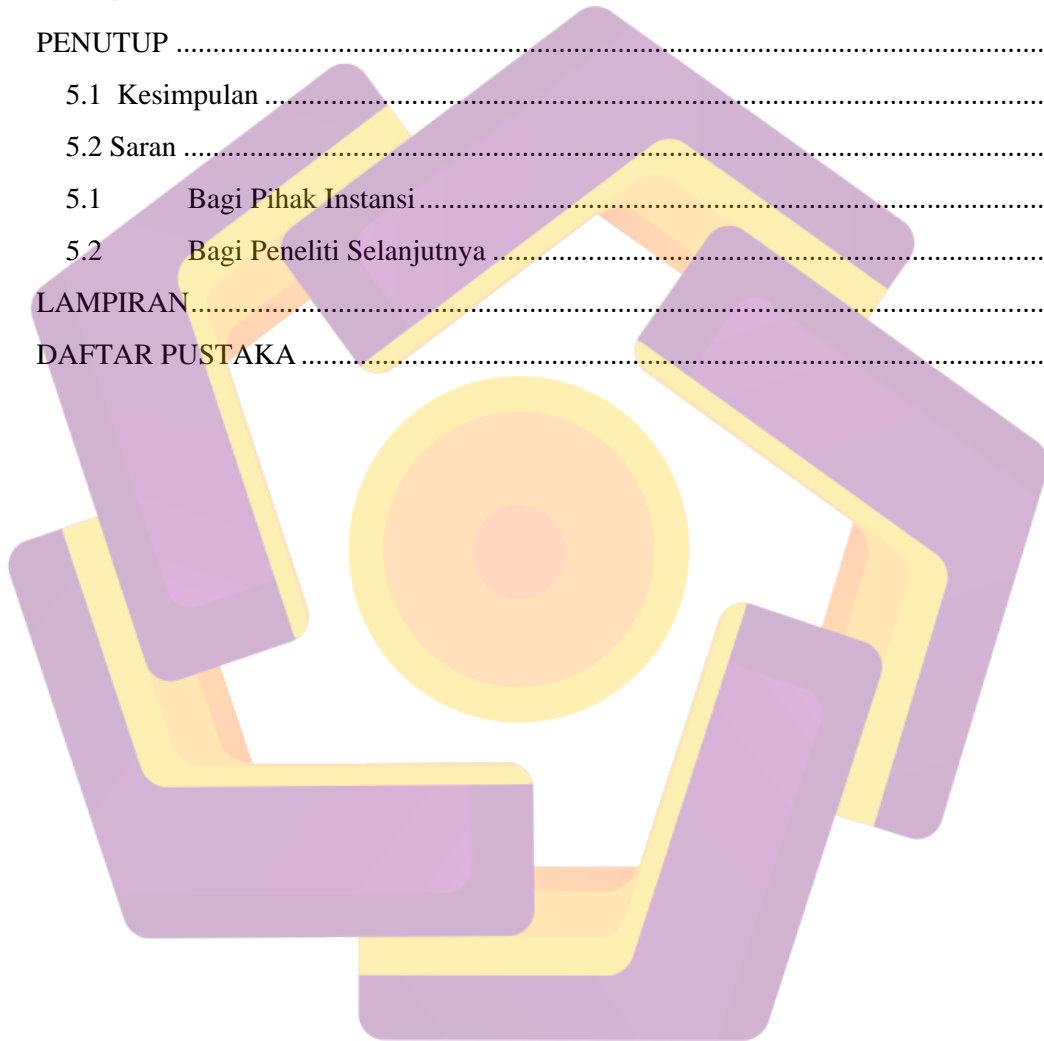 PENUTUP ....................................................................................................................
5.1 Kesimpulan ........................................................................................................
5.2 Saran ....................................................................................................................
5.1 Bagi Pihak Instansi ....................................................................................
5.2 Bagi Peneliti Selanjutnya ..........................................................................
LAMPIRAN..................................................................................................................
DAFTAR PUSTAKA ...................................................................................................